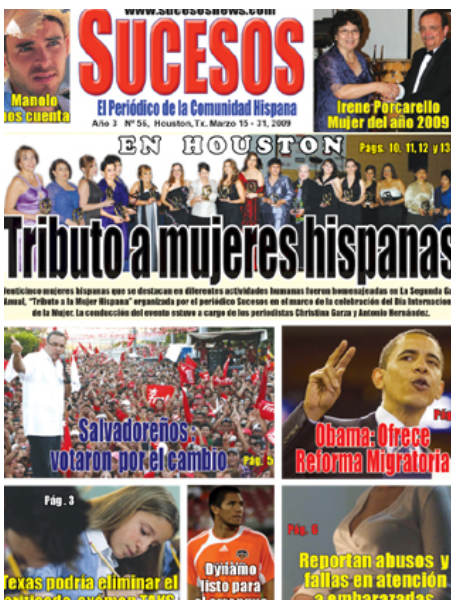 www.sucesosnews.com
SUCESOS
El Periódico de la Comunidad Hispana
Año 3 Nº 56, Houston,Tx. Marzo 15 - 31, 2009
Manolo
nos cuenta
Irene Porcarello
Mujer del año 2009
EN HOUSTON
Pags. 10, 11, 12 y 13
Tributo a mujeres hispanas
Veinticinco mujeres hispanas que se destacan en diferentes actividades humanas fueron homenajeadas en La Segunda Ga
Anual, "Tributo a la Mujer Hispana" organizada por el periódico Sucesos en el marco de la celebración del Día Internacion
de la Mujer. La conducción del evento estuvo a cargo de los periodistas Christina Garza y Antonio Hernández.
Salvadoreños
votaron por el cambio
Pág. 5
Pág
Obama: Ofrece
Reforma Migratoria
Pág. 3
Texas podría eliminar el
examen TAKS
Dynamo
listo para
Pág. 8
Reportan abusos y
fallas en atención
a embarazadas